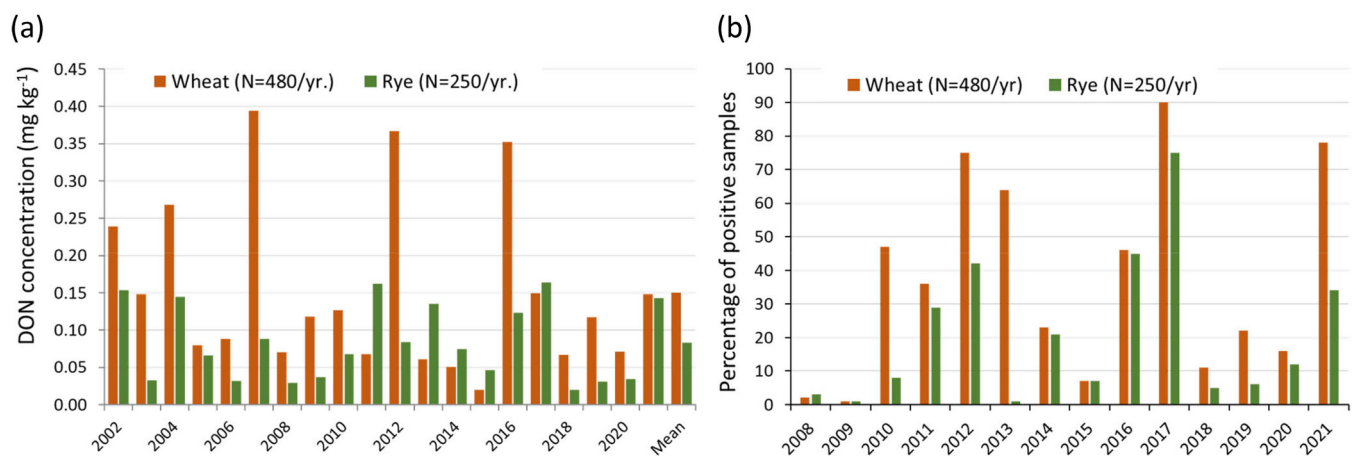 (a)
DON concentration (mg kg⁻¹)
0.45
0.40
0.35
0.30
0.25
0.20
0.15
0.10
0.05
0.00
Wheat (N=480/yr.) Rye (N=250/yr.)
2002 2004 2006 2008 2010 2012 2014 2016 2018 2020 Mean
(b)
Percentage of positive samples
100
90
80
70
60
50
40
30
20
10
0
Wheat (N=480/yr) Rye (N=250/yr)
2008 2009 2010 2011 2012 2013 2014 2015 2016 2017 2018 2019 2020 2021